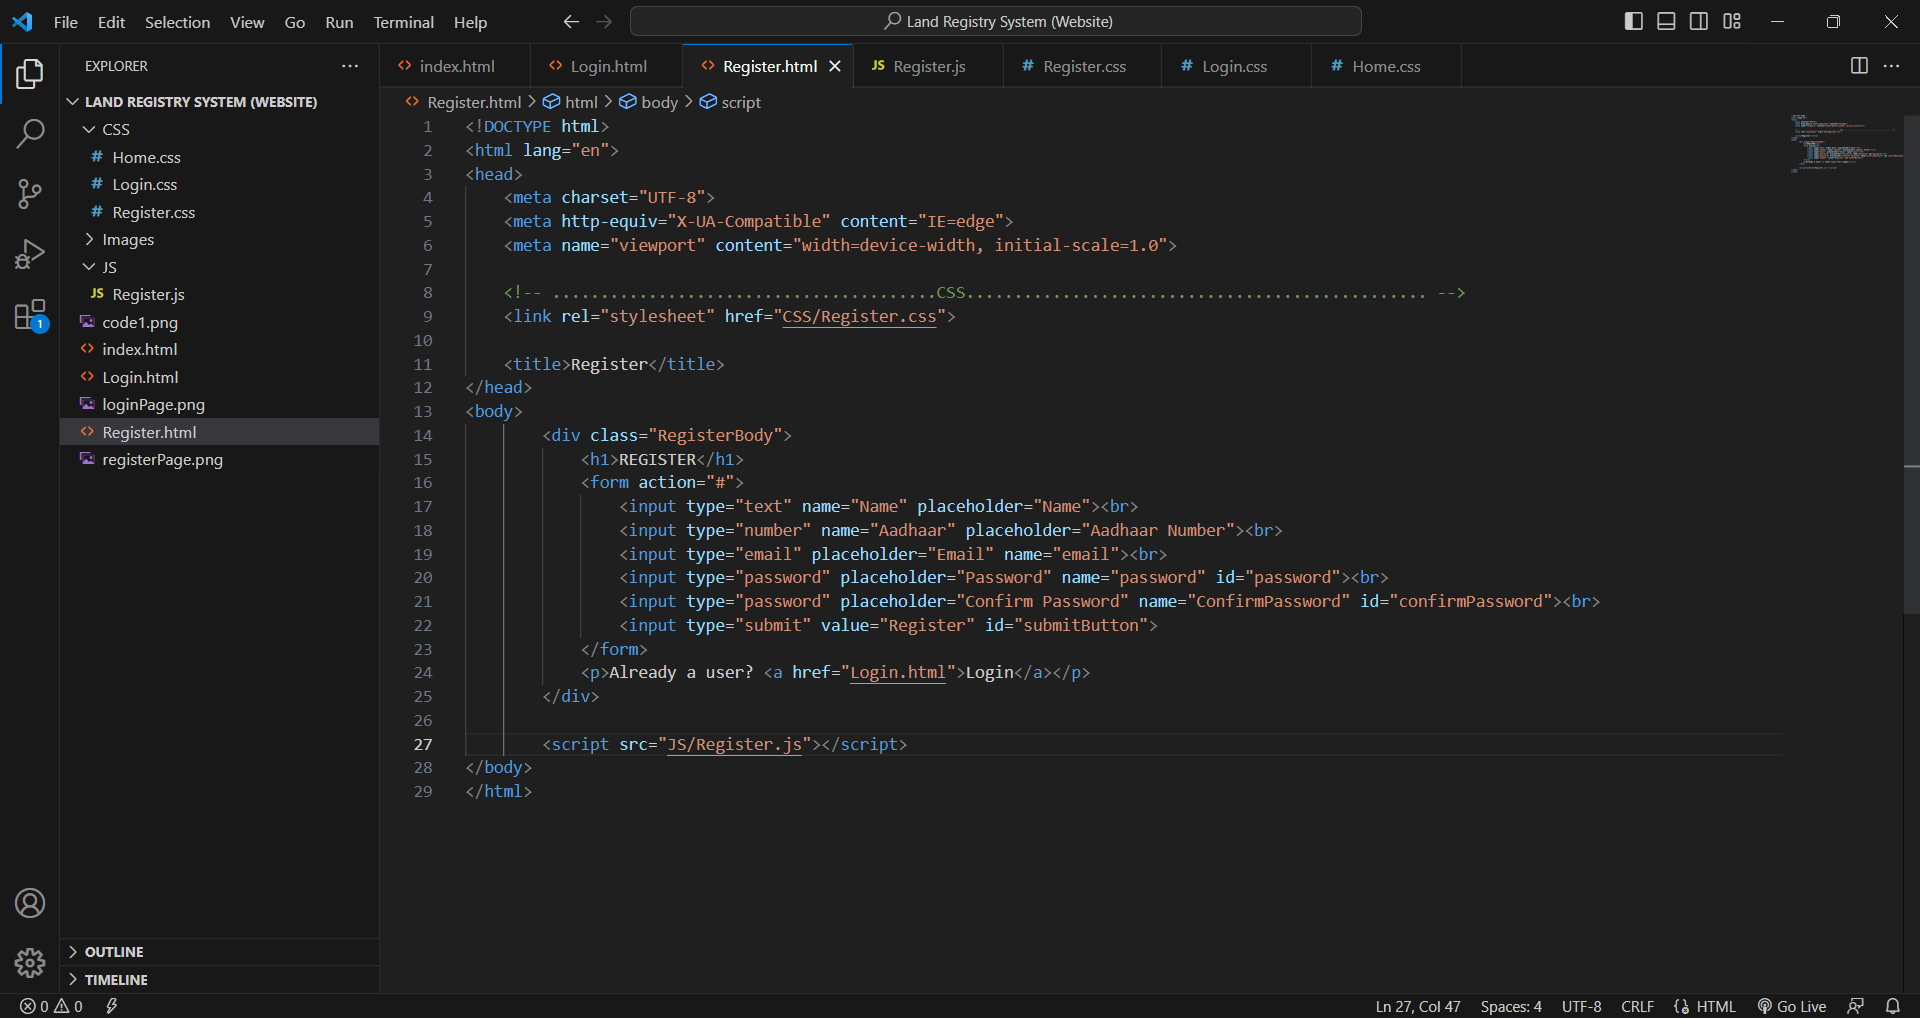 File Edit Selection View Go Run Terminal Help
Land Registry System (Website)
EXPLORER
LAND REGISTRY SYSTEM (WEBSITE)
CSS
# Home.css
# Login.css
# Register.css
Images
JS
JS Register.js
code1.png
<> index.html
<> Login.html
loginPage.png
<> Register.html
registerPage.png
OUTLINE
TIMELINE
<> index.html <> Login.html <> Register.html JS Register.js # Register.css # Login.css # Home.css
<> Register.html > html > body > script
1 <!DOCTYPE html>
2 <html lang="en">
3 <head>
4 <meta charset="UTF-8">
5 <meta http-equiv="X-UA-Compatible" content="IE=edge">
6 <meta name="viewport" content="width=device-width, initial-scale=1.0">
7
8 <!-- ........................................CSS................................................ -->
9 <link rel="stylesheet" href="CSS/Register.css">
10
11 <title>Register</title>
12 </head>
13 <body>
14 <div class="RegisterBody">
15 <h1>REGISTER</h1>
16 <form action="#">
17 <input type="text" name="Name" placeholder="Name"><br>
18 <input type="number" name="Aadhaar" placeholder="Aadhaar Number"><br>
19 <input type="email" placeholder="Email" name="email"><br>
20 <input type="password" placeholder="Password" name="password" id="password"><br>
21 <input type="password" placeholder="Confirm Password" name="ConfirmPassword" id="confirmPassword"><br>
22 <input type="submit" value="Register" id="submitButton">
23 </form>
24 <p>Already a user? <a href="Login.html">Login</a></p>
25 </div>
26
27 <script src="JS/Register.js"></script>
28 </body>
29 </html>
1
0 0
Ln 27, Col 47 Spaces: 4 UTF-8 CRLF HTML Go Live